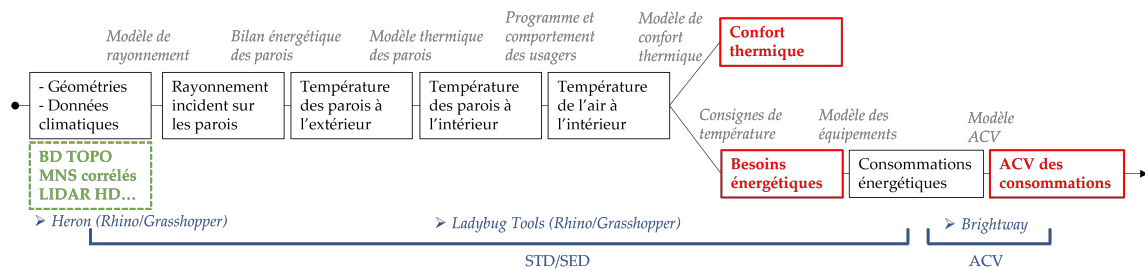 Modèle de
rayonnement
Bilan énergétique
des parois
Modèle thermique
des parois
Programme et
comportement
des usagers
Modèle de
confort
thermique
Confort
thermique
- Géométries
- Données
climatiques
Rayonnement
incident sur
les parois
Température
des parois à
l'extérieur
Température
des parois à
l'intérieur
Température
de l'air à
l'intérieur
Consignes de
température
Modèle des
équipements
Modèle
ACV
BD TOPO
MNS corrélés
LIDAR HD…
Besoins
énergétiques
Consommations
énergétiques
ACV des
consommations
➢ Heron (Rhino/Grasshopper)
➢ Ladybug Tools (Rhino/Grasshopper)
➢ Brightway
STD/SED
ACV